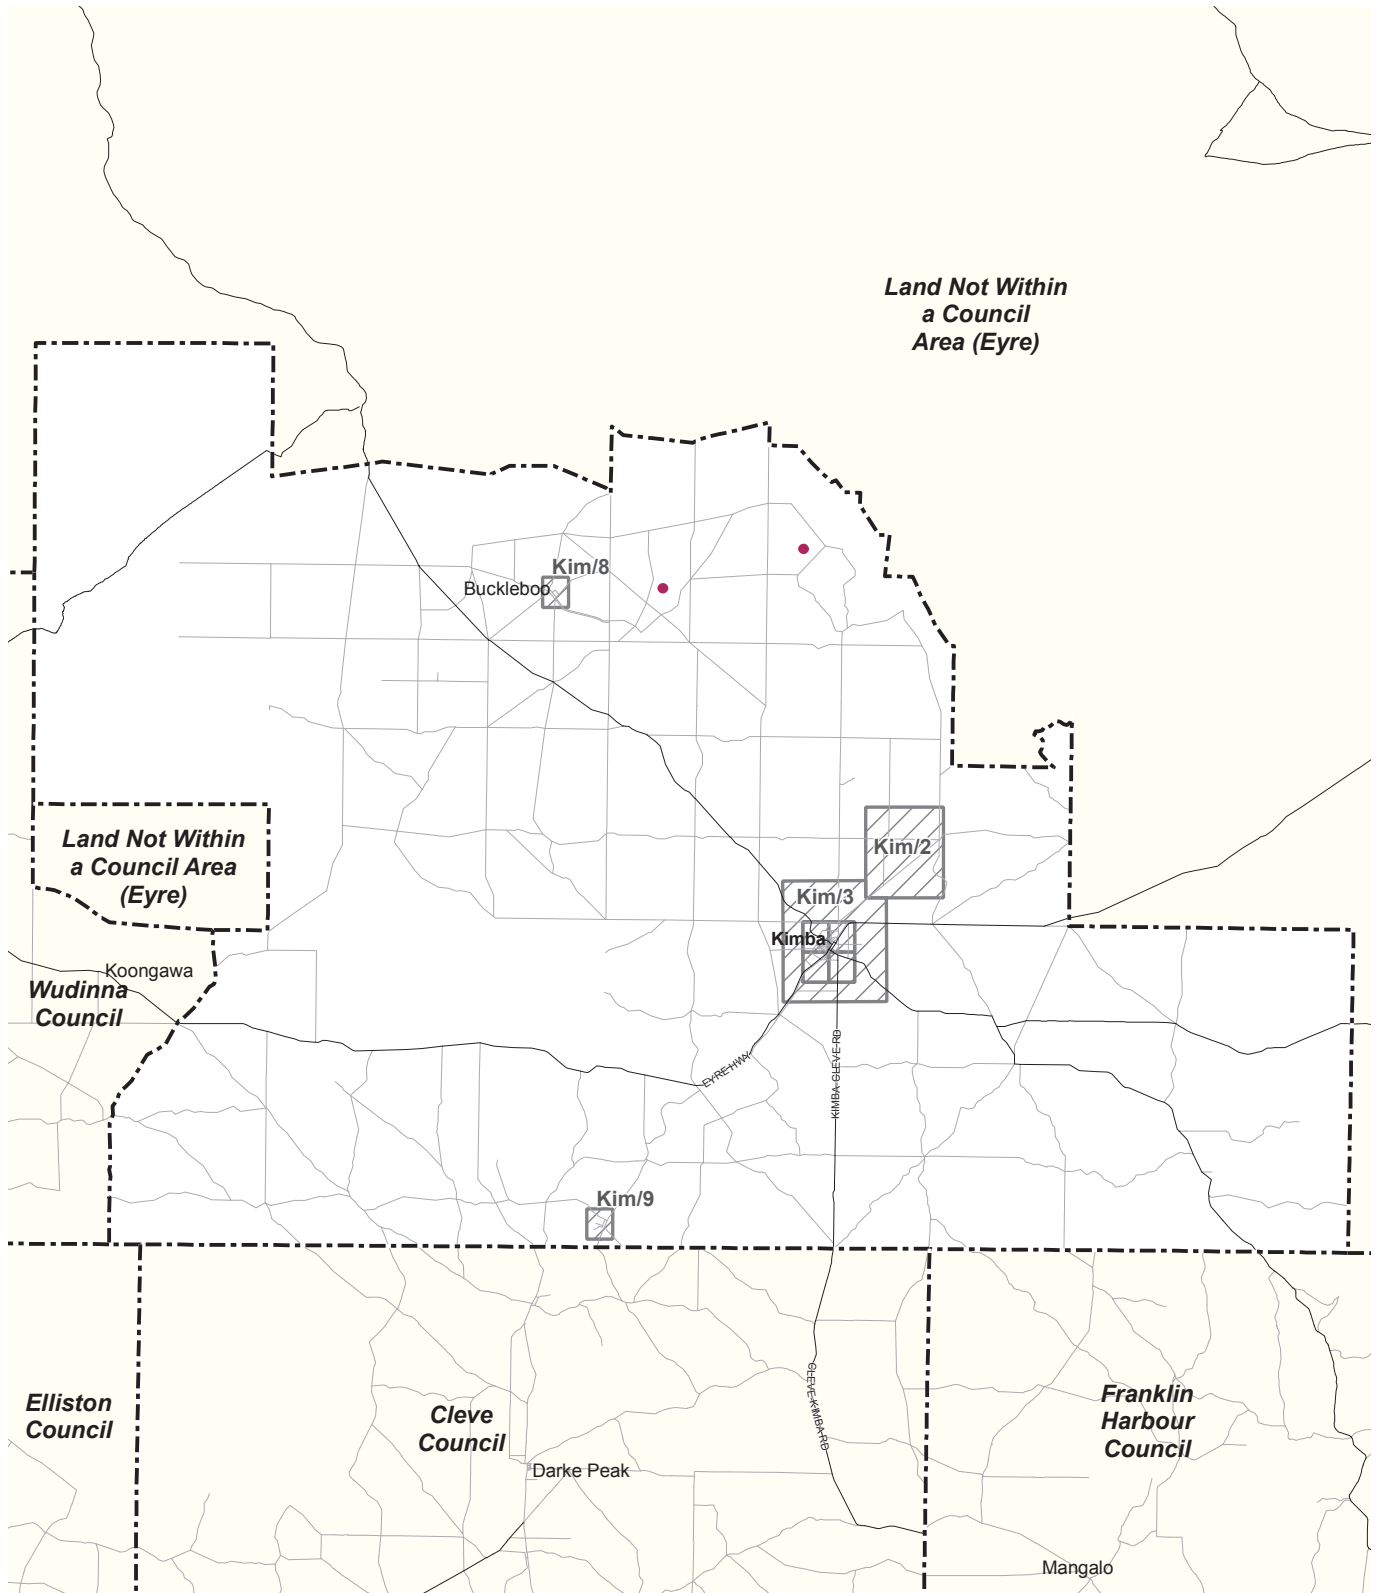 Land Not Within
a Council
Area (Eyre)
Kim/8
Buckleboo
Land Not Within
a Council Area
(Eyre)
Kim/2
Kim/3
Kimba
Koongawa
Wudinna
Council
EYRE HWY
KIMBA-CLEVE RD
Kim/9
CLEVE-KIMBA RD
Elliston
Council
Cleve
Council
Franklin
Harbour
Council
Darke Peak
Mangalo